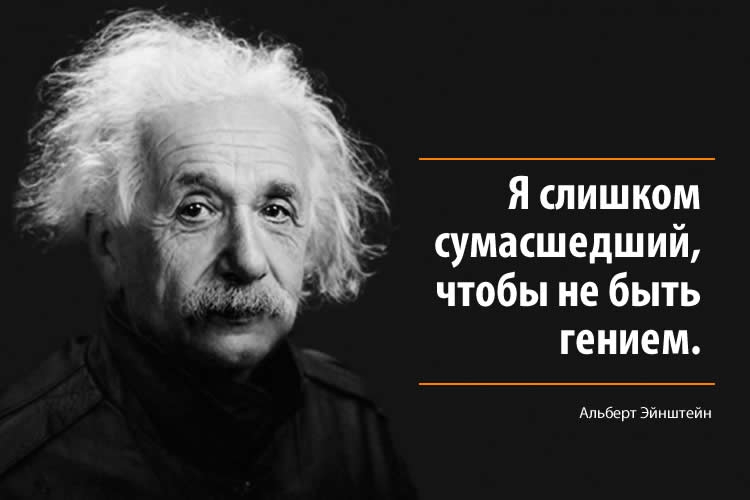 Я слишком
сумасшедший,
чтобы не быть
гением.
Альберт Эйнштейн